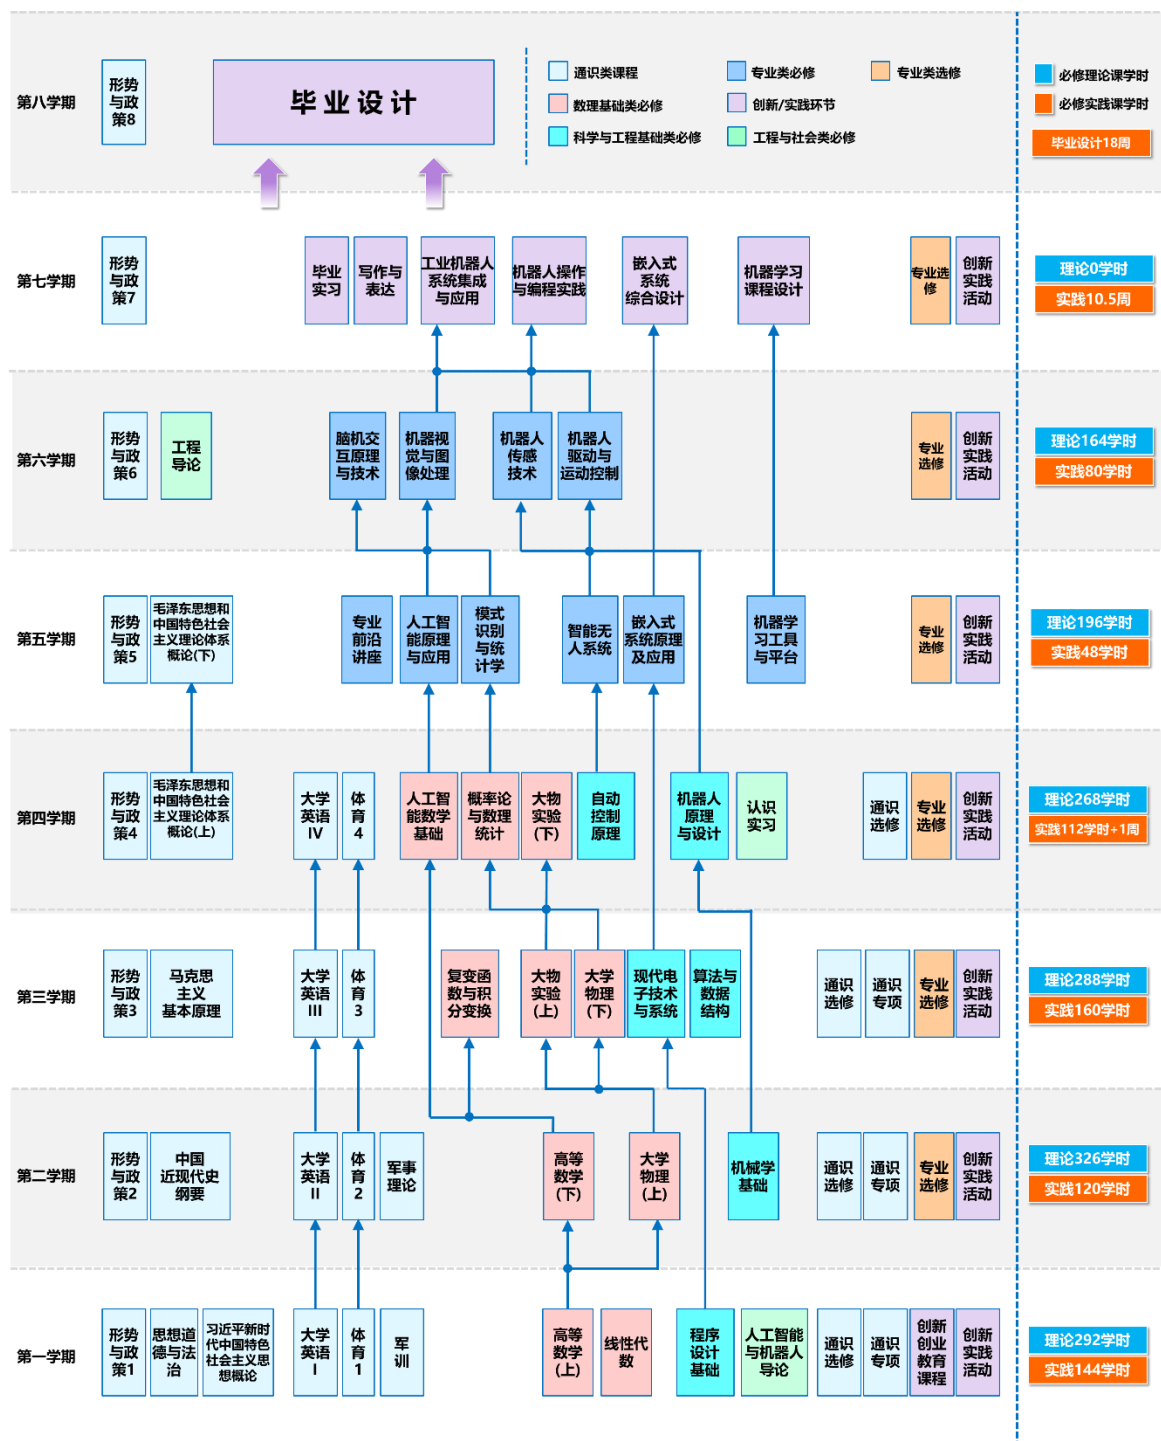 第八学期
形势
与政
策8
毕业设计
通识类课程
专业类必修
专业类选修
数理基础类必修
创新/实践环节
科学与工程基础类必修
工程与社会类必修
必修理论课学时
必修实践课学时
毕业设计18周
第七学期
形势
与政
策7
毕业
实习
写作与
表达
工业机器人
系统集成
与应用
机器人操作
与编程实践
嵌入式
系统
综合设计
机器学习
课程设计
专业选
修
创新
实践
活动
理论0学时
实践10.5周
第六学期
形势
与政
策6
工程
导论
脑机交
互原理
与技术
机器视
觉与图
像处理
机器人
传感
技术
机器人
驱动与
运动控制
专业
选修
创新
实践
活动
理论164学时
实践80学时
第五学期
形势
与政
策5
毛泽东思想和
中国特色社会
主义理论体系
概论(下)
专业
前沿
讲座
人工智
能原理
与应用
模式
识别
与统
计学
智能无
人系统
嵌入式
系统原理
及应用
机器学
习工具
与平台
专业
选修
创新
实践
活动
理论196学时
实践48学时
第四学期
形势
与政
策4
毛泽东思想和
中国特色社会
主义理论体系
概论(上)
大学
英语
IV
体
育
4
人工智
能数学
基础
概率论
与数理
统计
大物
实验
(下)
自动
控制
原理
机器人
原理
与设计
认识
实习
通识
选修
专业
选修
创新
实践
活动
理论268学时
实践112学时+1周
第三学期
形势
与政
策3
马克思
主义
基本原理
大学
英语
III
体
育
3
复变函
数与积
分变换
大物
实验
(上)
大学
物理
(下)
现代电
子技术
与系统
算法与
数据
结构
通识
选修
通识
专项
专业
选修
创新
实践
活动
理论288学时
实践160学时
第二学期
形势
与政
策2
中国
近现代史
纲要
大学
英语
II
体
育
2
军事
理论
高等
数学
(下)
大学
物理
(上)
机械学
基础
通识
选修
通识
专项
专业
选修
创新
实践
活动
理论326学时
实践120学时
第一学期
形势
与政
策1
思想道
德与法
治
习近平新时
代中国特色
社会主义思
想概论
大学
英语
I
体
育
1
军
训
高等
数学
(上)
线性代
数
程序
设计
基础
人工智能
与机器人
导论
通识
选修
通识
专项
创新
创业
教育
课程
创新
实践
活动
理论292学时
实践144学时